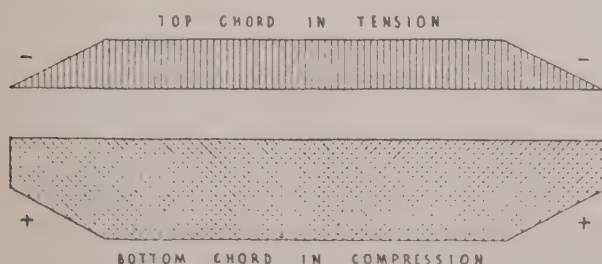 TOP CHORD IN TENSION
- -
+ +
BOTTOM CHORD IN COMPRESSION